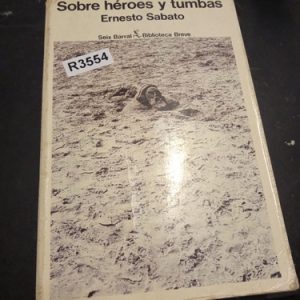 Sobre héroes y tumbas
Ernesto Sabato
Seix Barral Biblioteca Breve
R3554